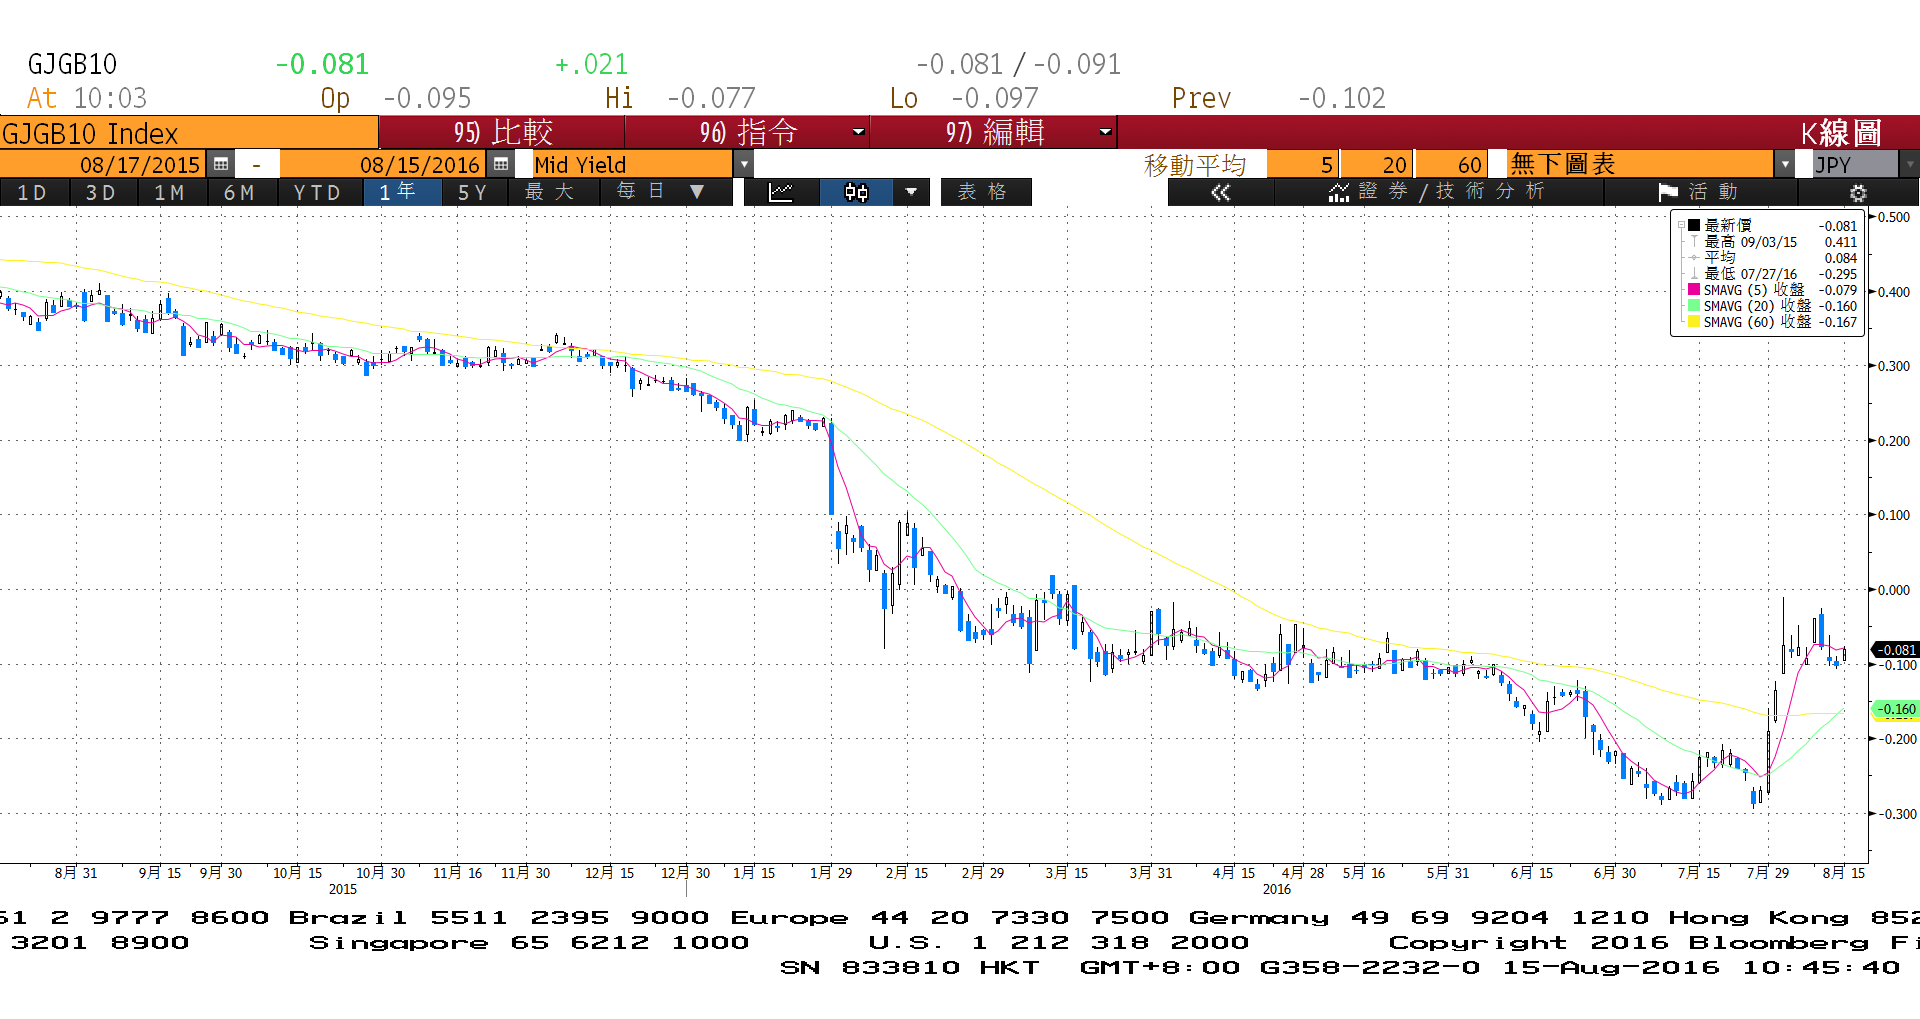 GJGB10 -0.081 +.021 -0.081 / -0.091
At 10:03 Op -0.095 Hi -0.077 Lo -0.097 Prev -0.102
GJGB10 Index 95) 比較 96) 指令 97) 編輯 K線圖
08/17/2015 - 08/15/2016 Mid Yield 移動平均 5 20 60 無下圖表 JPY
1D 3D 1M 6M YTD 1年 5Y 最大 每日 ▼ 表格 证券/技術分析 活動
0.500
最新價 -0.081
最高 09/03/15 0.411
平均 0.084
最低 07/27/16 -0.295
SMAVG (5) 收盤 -0.079
SMAVG (20) 收盤 -0.160
SMAVG (60) 收盤 -0.167
0.400
0.300
0.200
0.100
0.000
-0.081
-0.100
-0.160
-0.200
-0.300
8月 31 9月 15 9月 30 10月 15 10月 30 11月 16 11月 30 12月 15 12月 30 1月 15 1月 29 2月 15 2月 29 3月 15 3月 31 4月 15 4月 28 5月 16 5月 31 6月 15 6月 30 7月 15 7月 29 8月 15
2015 2016
61 2 9777 8600 Brazil 5511 2395 9000 Europe 44 20 7330 7500 Germany 49 69 9204 1210 Hong Kong 852
3201 8900 Singapore 65 6212 1000 U.S. 1 212 318 2000 Copyright 2016 Bloomberg Fi
SN 833810 HKT GMT+8:00 G358-2232-0 15-Aug-2016 10:45:40